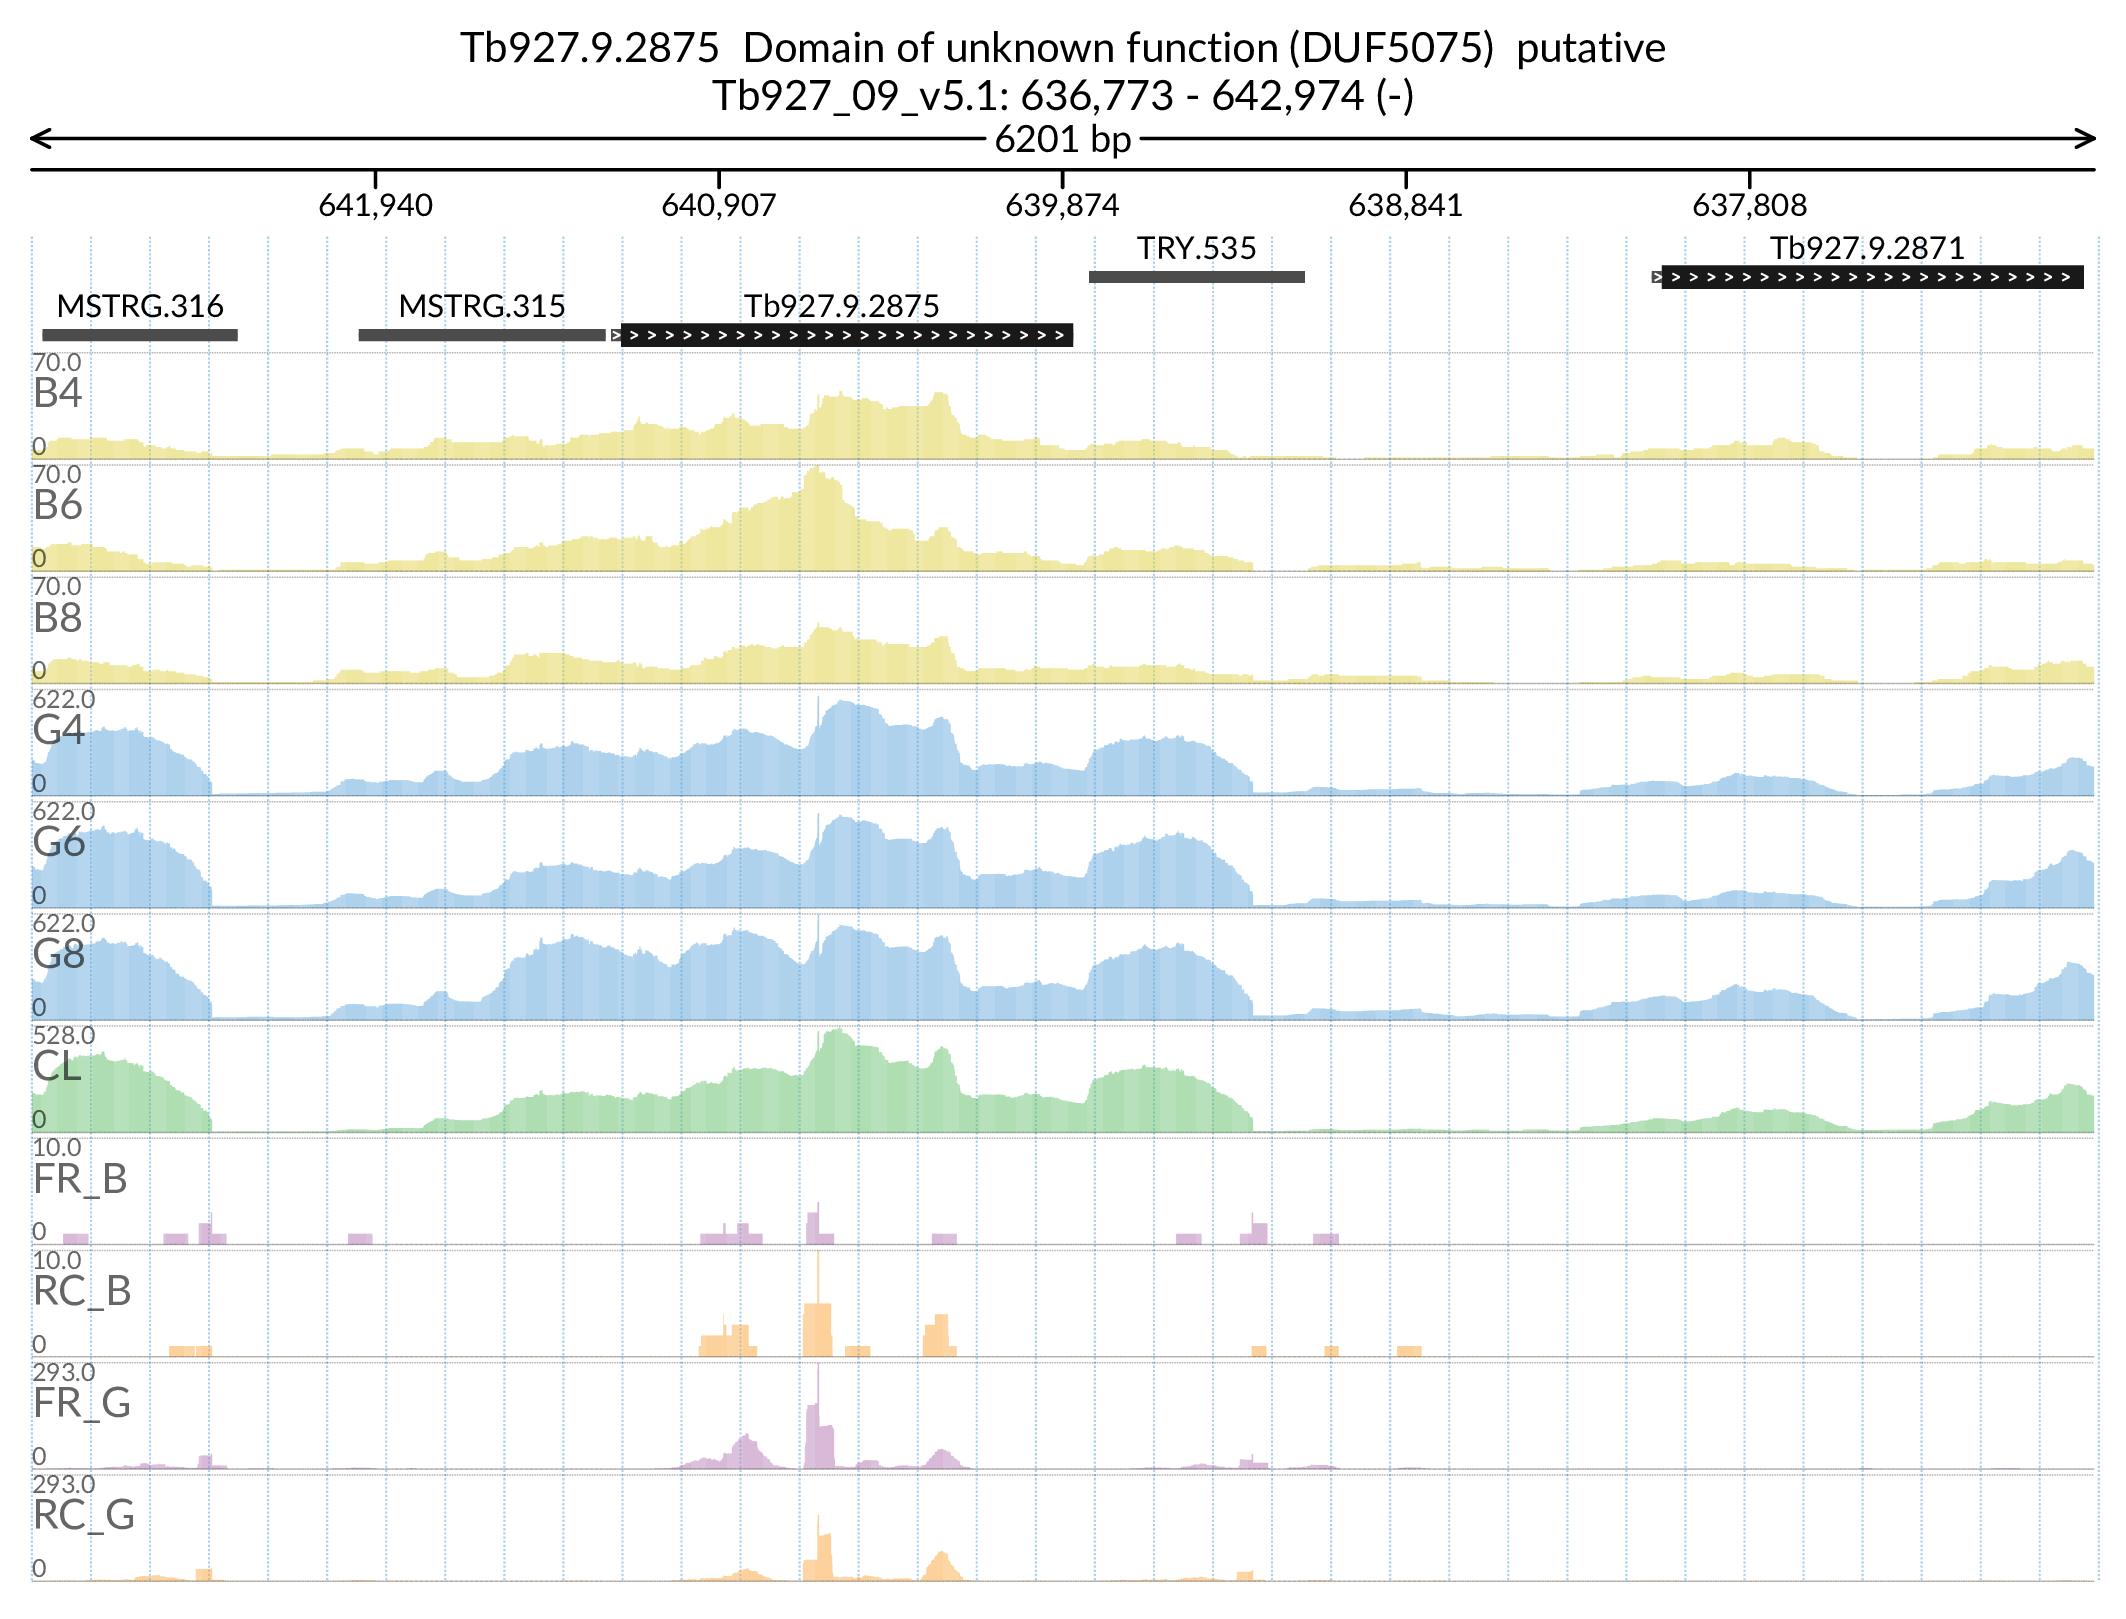 Tb927.9.2875  Domain of unknown function (DUF5075)  putative
Tb927_09_v5.1: 636,773 - 642,974 (-)
6201 bp
641,940 640,907 639,874 638,841 637,808
TRY.535 Tb927.9.2871
MSTRG.316 MSTRG.315 Tb927.9.2875
70.0
B4
0
70.0
B6
0
70.0
B8
0
622.0
G4
0
622.0
G6
0
622.0
G8
0
528.0
CL
0
10.0
FR_B
0
10.0
RC_B
0
293.0
FR_G
0
293.0
RC_G
0